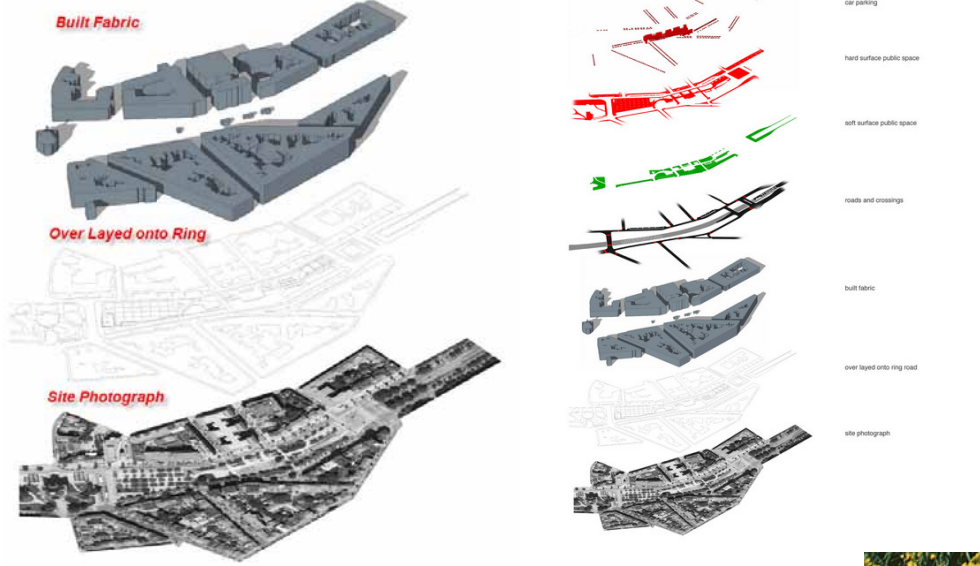 Built Fabric
Over Layed onto Ring
Site Photograph
car parking
hard surface public space
soft surface public space
roads and crossings
built fabric
over layed onto ring road
site photograph